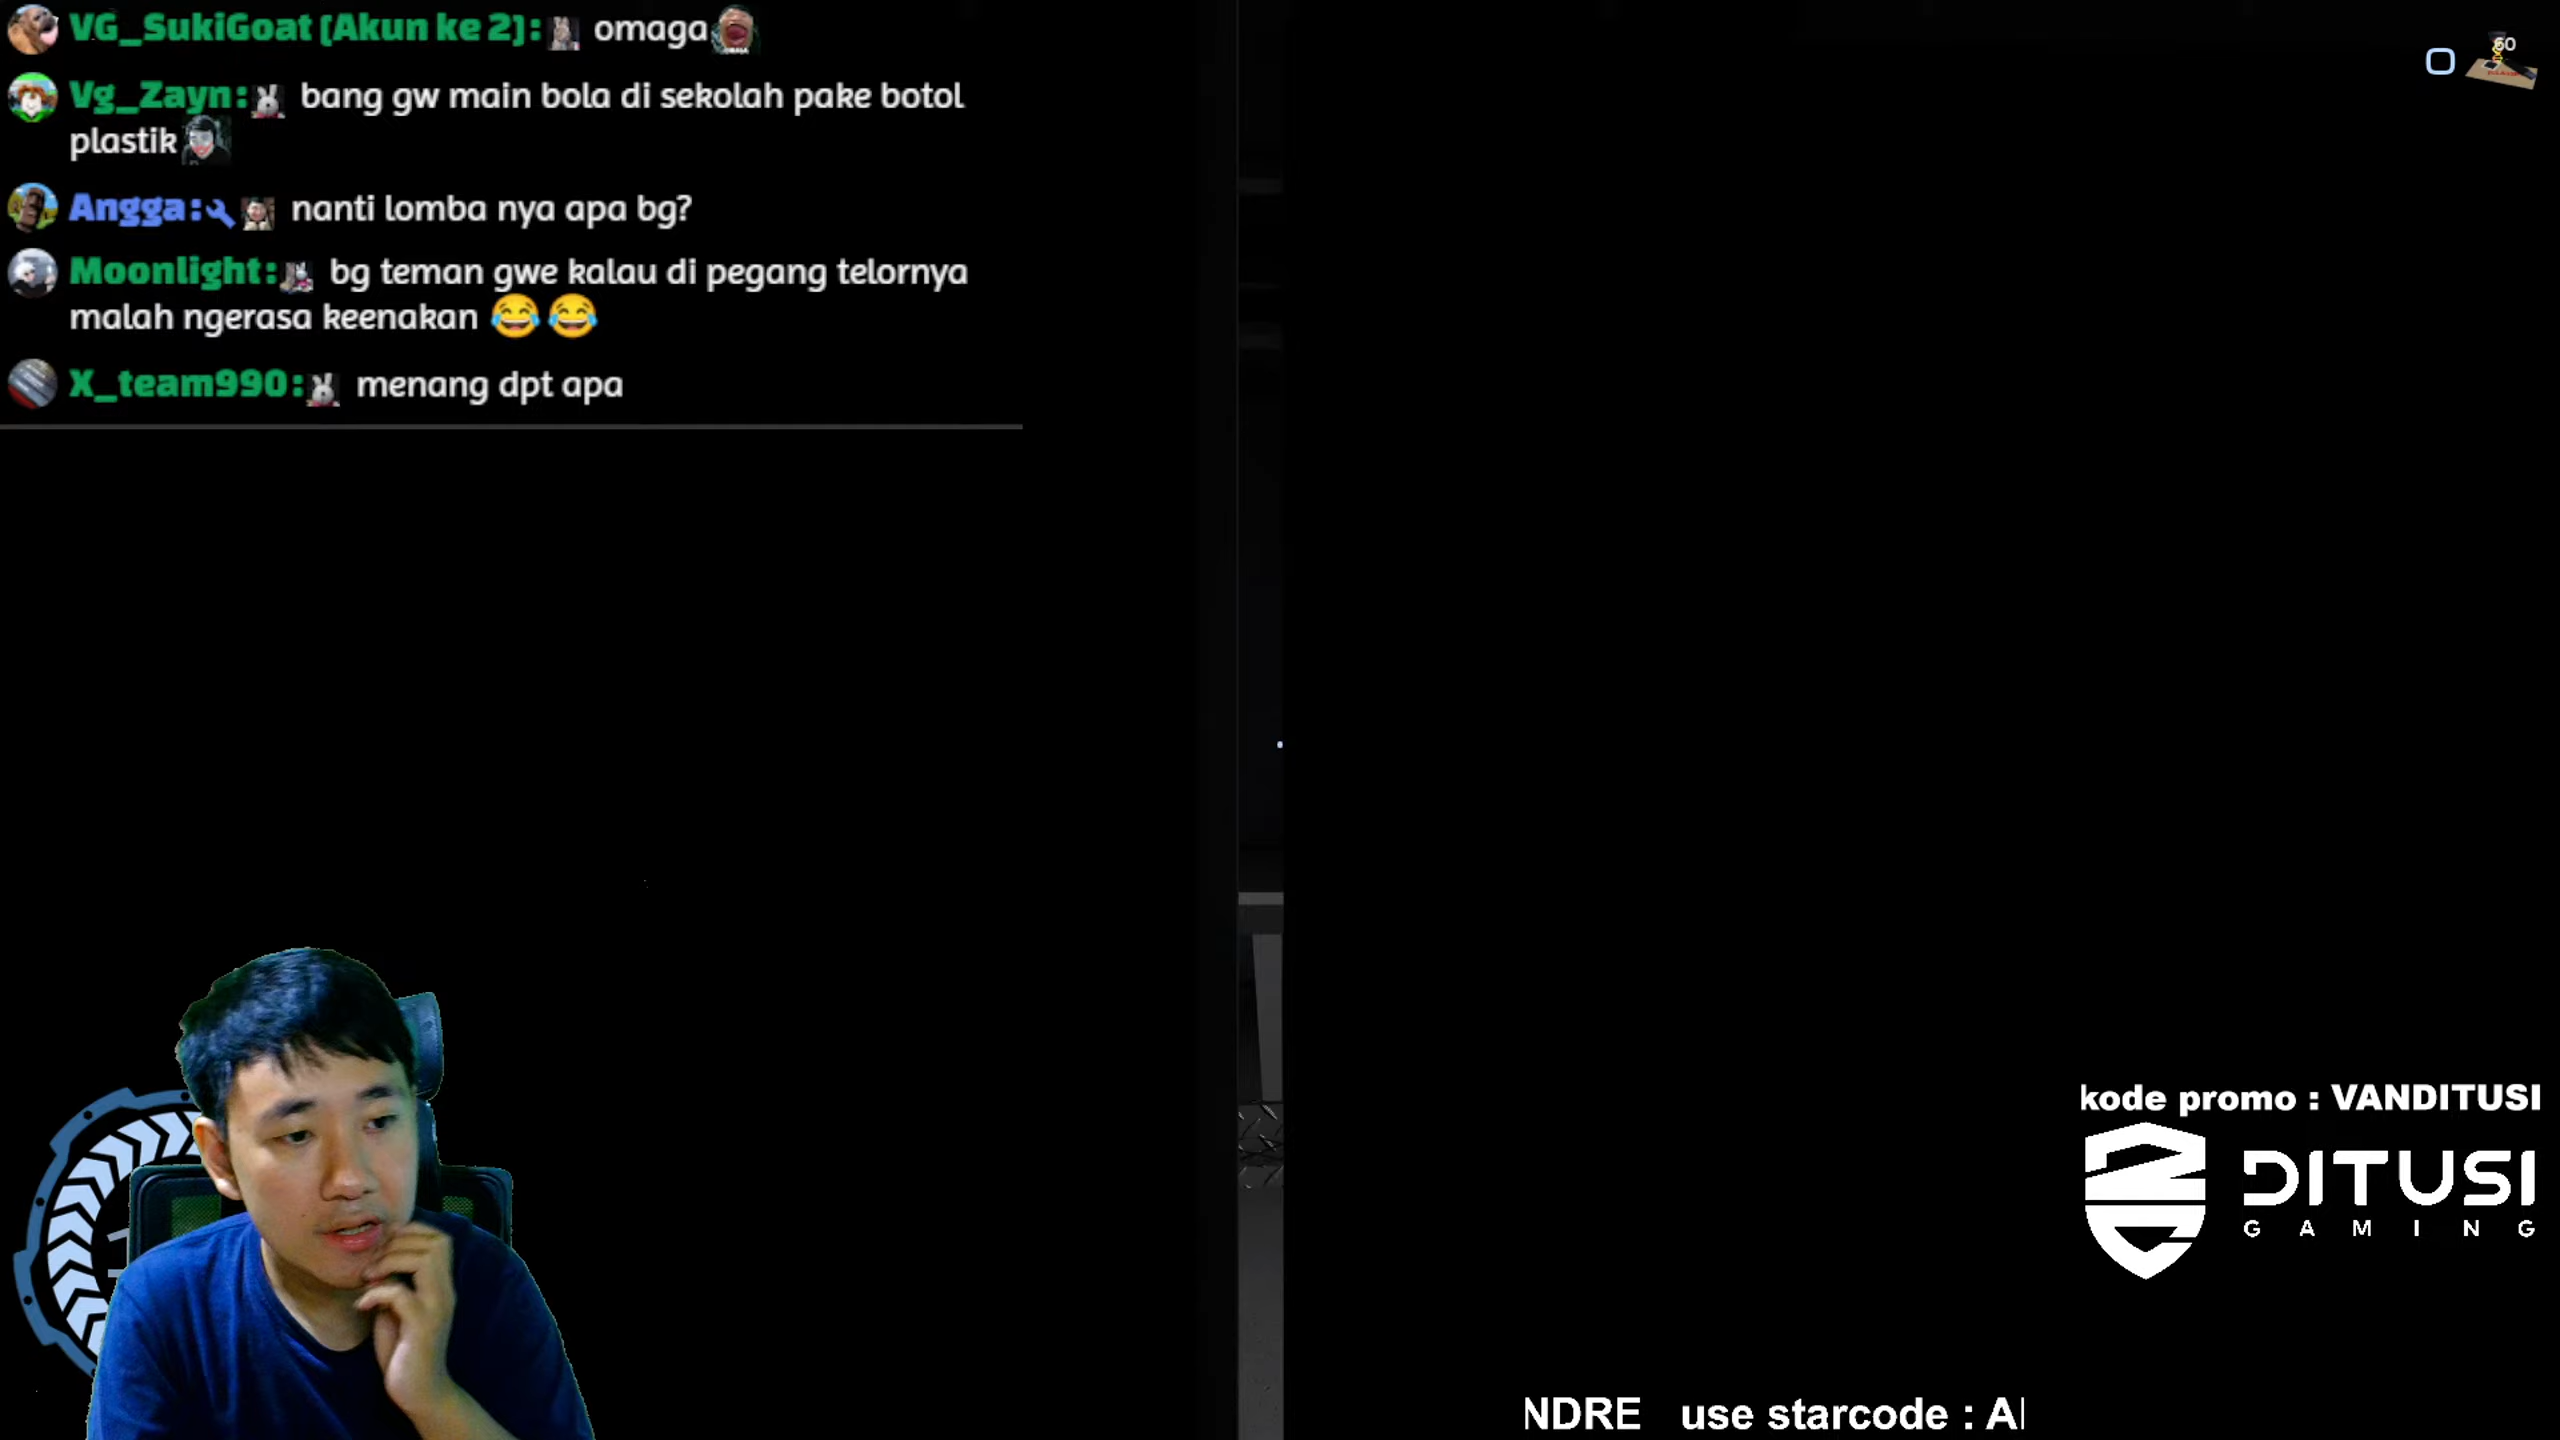 VG_SukiGoat (Akun ke 2): omaga
Vg_Zayn: bang gw main bola di sekolah pake botol
plastik
Angga: nanti lomba nya apa bg?
Moonlight: bg teman gwe kalau di pegang telornya
malah ngerasa keenakan 😂😂
X_team990: menang dpt apa
60
kode promo : VANDITUSI
DITUSI
GAMING
NDRE use starcode : A